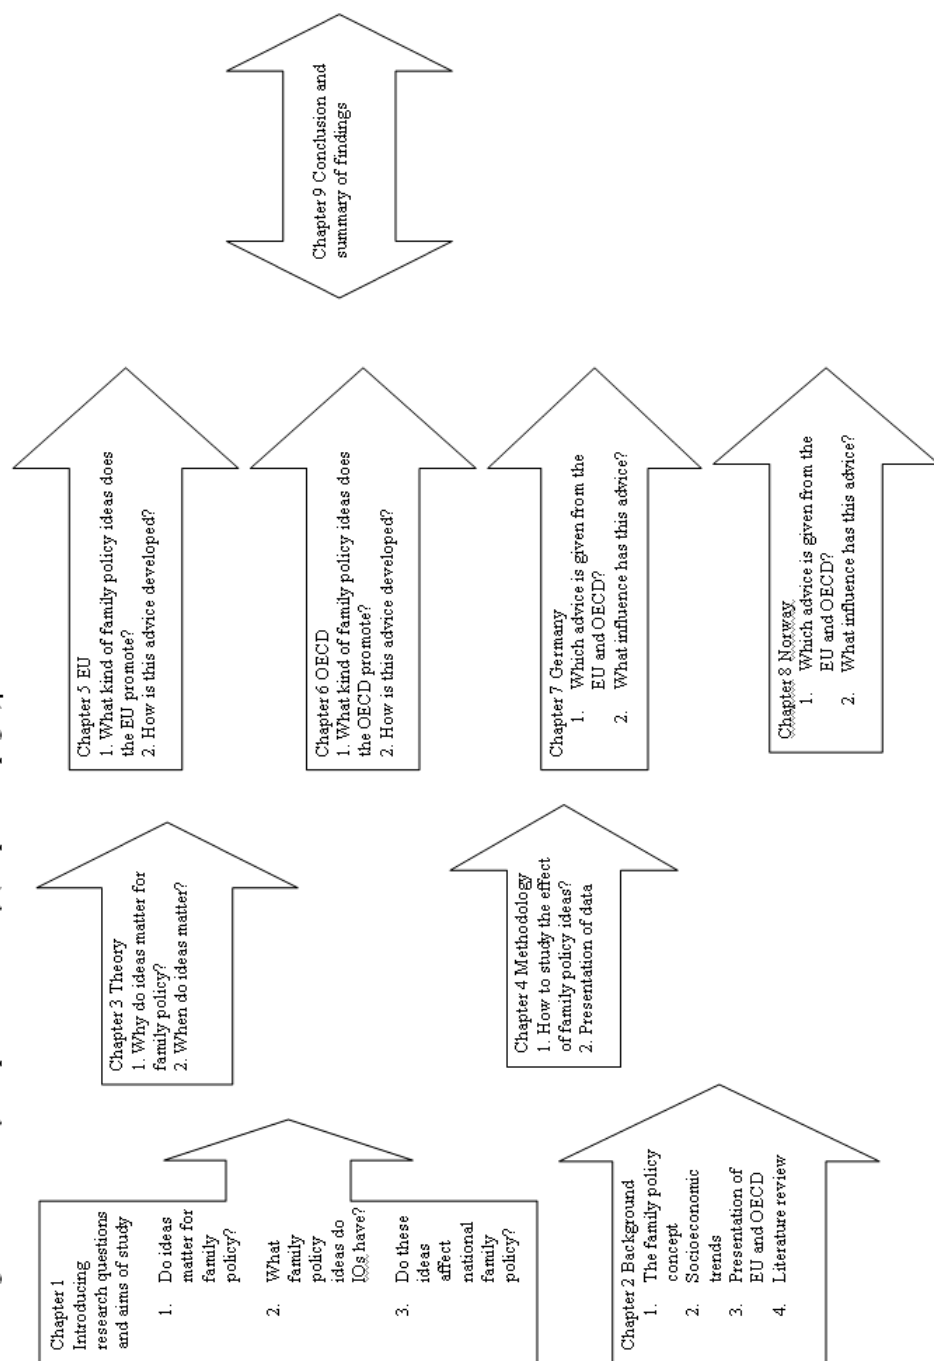 Chapter 1
Introducing
research questions
and aims of study
1. Do ideas
matter for
family
policy?
2. What
family
policy
ideas do
IOs have?
3. Do these
ideas
affect
national
family
policy?
Chapter 2 Background
1. The family policy
concept
2. Socioeconomic
trends
3. Presentation of
EU and OECD
4. Literature review
Chapter 3 Theory
1. Why do ideas matter for
family policy?
2. When do ideas matter?
Chapter 4 Methodology
1. How to study the effect
of family policy ideas?
2. Presentation of data
Chapter 5 EU
1. What kind of family policy ideas does
the EU promote?
2. How is this advice developed?
Chapter 6 OECD
1. What kind of family policy ideas does
the OECD promote?
2. How is this advice developed?
Chapter 7 Germany
1. Which advice is given from the
EU and OECD?
2. What influence has this advice?
Chapter 8 Norway
1. Which advice is given from the
EU and OECD?
2. What influence has this advice?
Chapter 9 Conclusion and
summary of findings